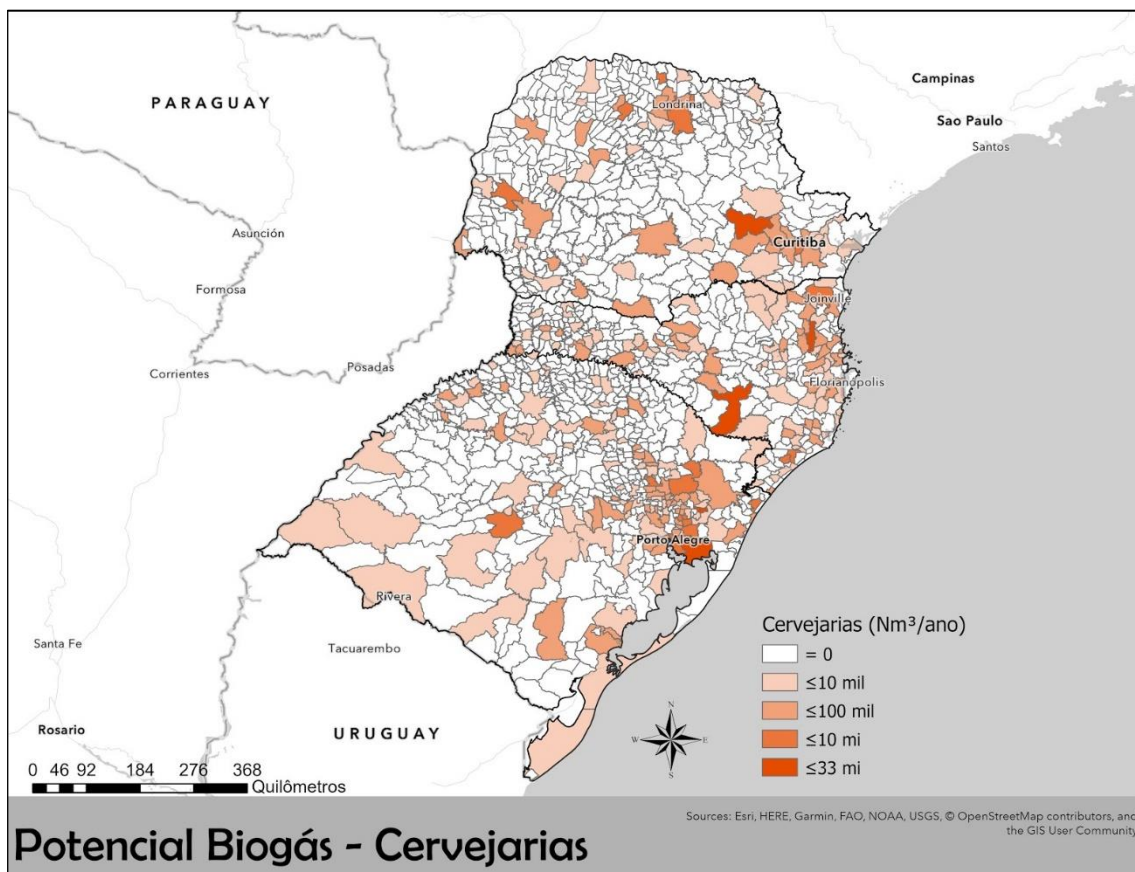 Campinas
PARAGUAY
Londrina
Sao Paulo
Santos
Asunción
Curitiba
Formosa
Joinville
Posadas
Corrientes
Florianopolis
Porto Alegre
Rivera
Cervejarias (Nm³/ano)
= 0
≤10 mil
≤100 mil
≤10 mi
≤33 mi
Santa Fe
Tacuarembo
N
W E
S
Rosario
URUGUAY
0 46 92 184 276 368
Quilômetros
Sources: Esri, HERE, Garmin, FAO, NOAA, USGS, © OpenStreetMap contributors, and
the GIS User Community
Potencial Biogás - Cervejarias